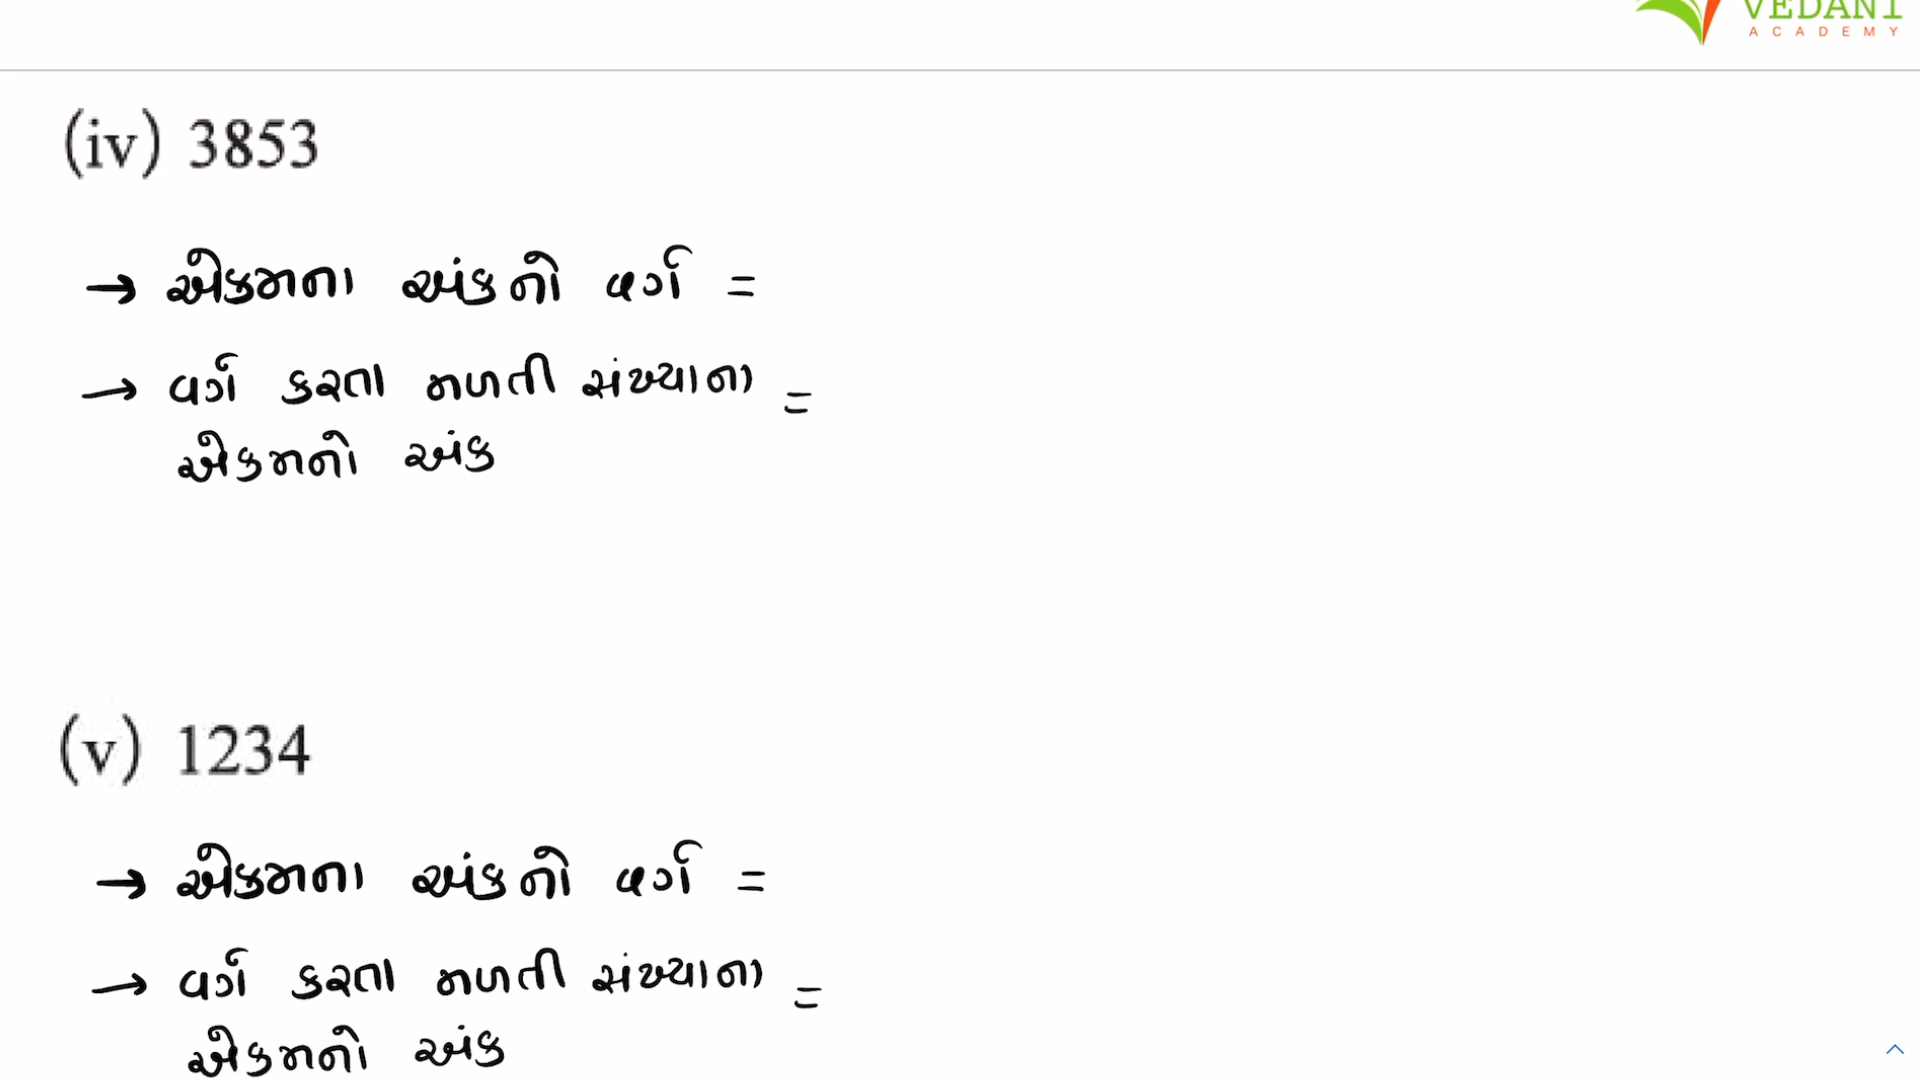 VEDANT
ACADEMY
(iv) 3853
→ એકમના અંકનો વર્ગ =
→ વર્ગ કરતા મળતી સંખ્યાના =
એકમનો અંક
(v) 1234
→ એકમના અંકનો વર્ગ =
→ વર્ગ કરતા મળતી સંખ્યાના =
એકમનો અંક